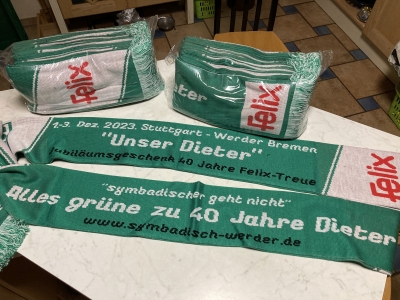 Felix
eter
Felix
1-3. Dez. 2023. Stuttgart - Werder Bremen
"Unser Dieter"
Jubiläumsgeschenk 40 Jahre Felix-Treue
Felix
"symbadischer geht nicht"
Alles grüne zu 40 Jahre Dieter
www.symbadisch-werder.de